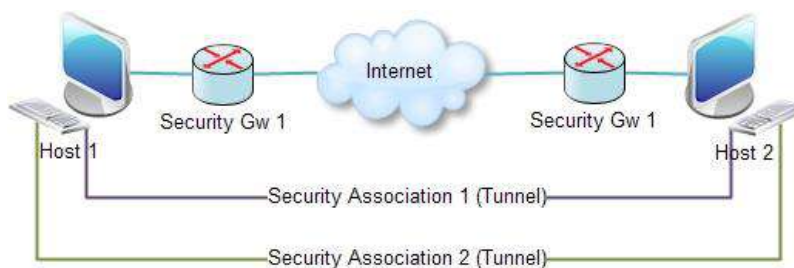 Internet
Security Gw 1
Security Gw 1
Host 1
Host 2
Security Association 1 (Tunnel)
Security Association 2 (Tunnel)